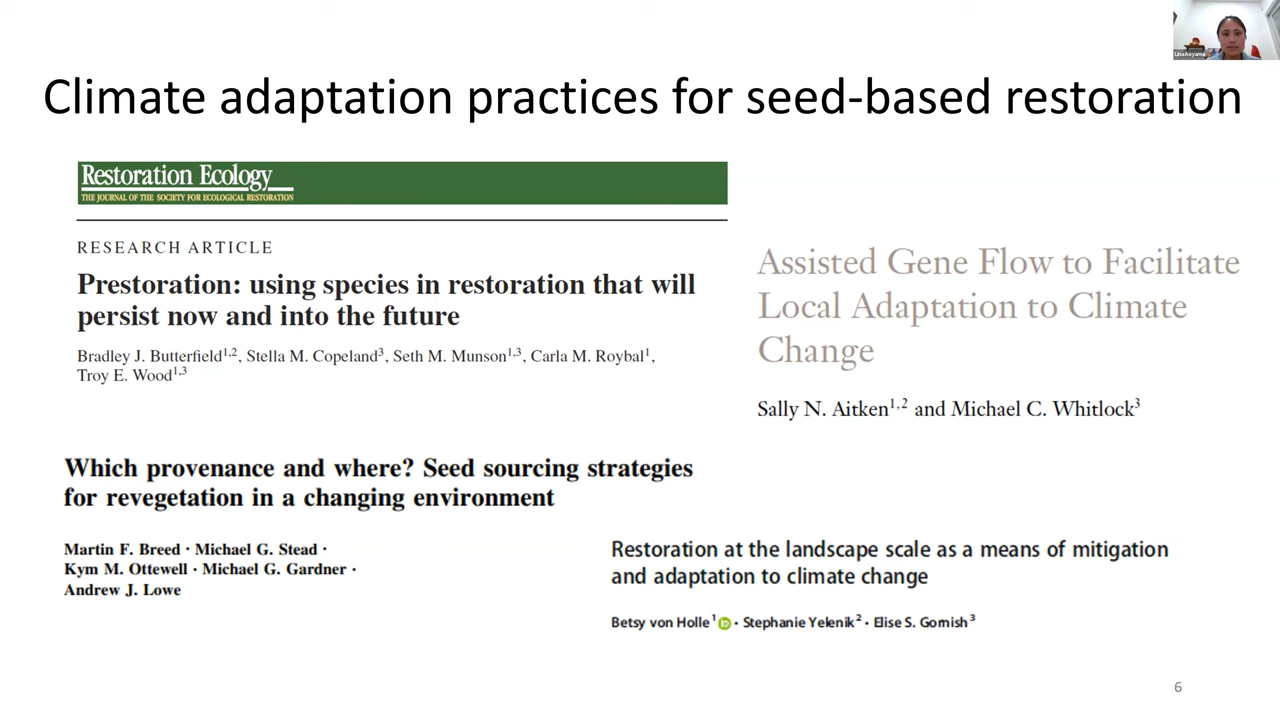 LinaAoyama
Climate adaptation practices for seed-based restoration
Restoration Ecology
THE JOURNAL OF THE SOCIETY FOR ECOLOGICAL RESTORATION
RESEARCH ARTICLE
Prestoration: using species in restoration that will
persist now and into the future
Bradley J. Butterfield1,2, Stella M. Copeland3, Seth M. Munson1,3, Carla M. Roybal1,
Troy E. Wood1,3
Assisted Gene Flow to Facilitate
Local Adaptation to Climate
Change
Sally N. Aitken1,2 and Michael C. Whitlock3
Which provenance and where? Seed sourcing strategies
for revegetation in a changing environment
Martin F. Breed · Michael G. Stead ·
Kym M. Ottewell · Michael G. Gardner ·
Andrew J. Lowe
Restoration at the landscape scale as a means of mitigation
and adaptation to climate change
Betsy von Holle1 iD · Stephanie Yelenik2 · Elise S. Gornish3
6